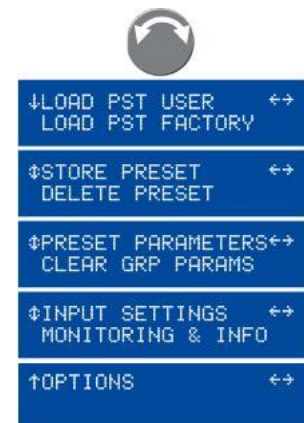 ↓LOAD PST USER ↔
LOAD PST FACTORY
⇕STORE PRESET ↔
DELETE PRESET
⇕PRESET PARAMETERS↔
CLEAR GRP PARAMS
⇕INPUT SETTINGS ↔
MONITORING & INFO
↑OPTIONS ↔